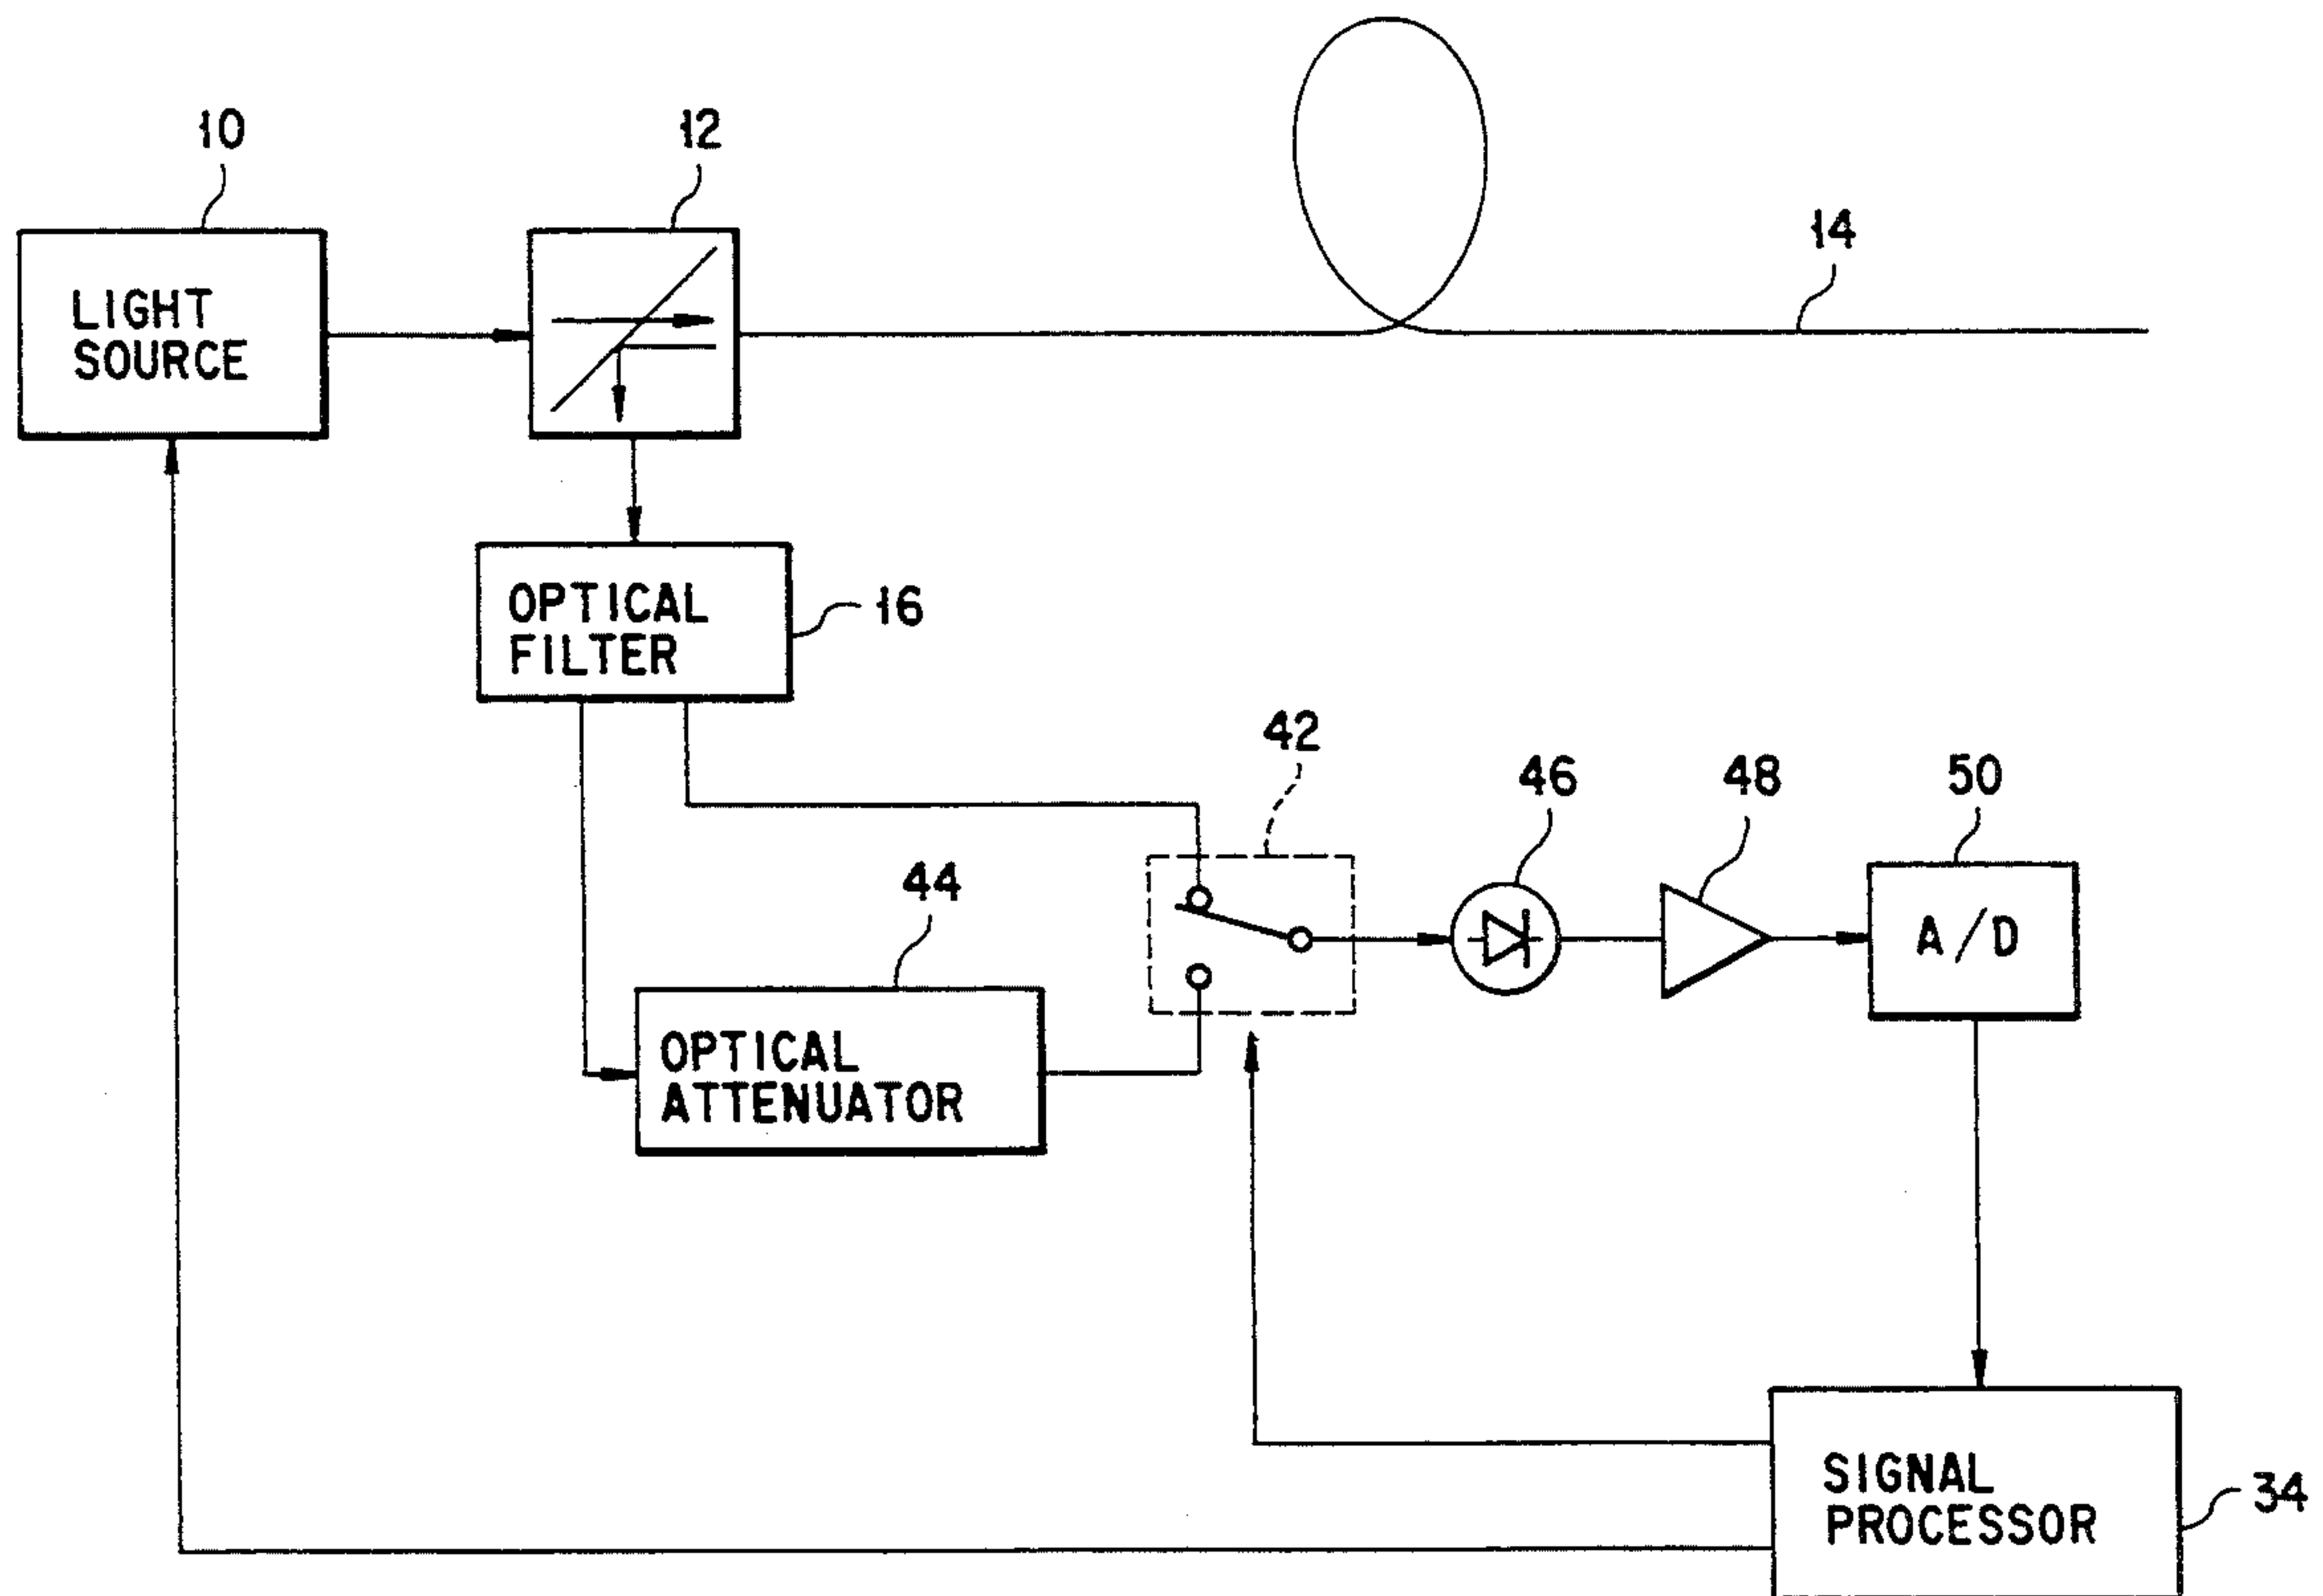 10
12
14
LIGHT
SOURCE
OPTICAL
FILTER
16
42
46
48
50
44
A/D
OPTICAL
ATTENUATOR
SIGNAL
PROCESSOR
34